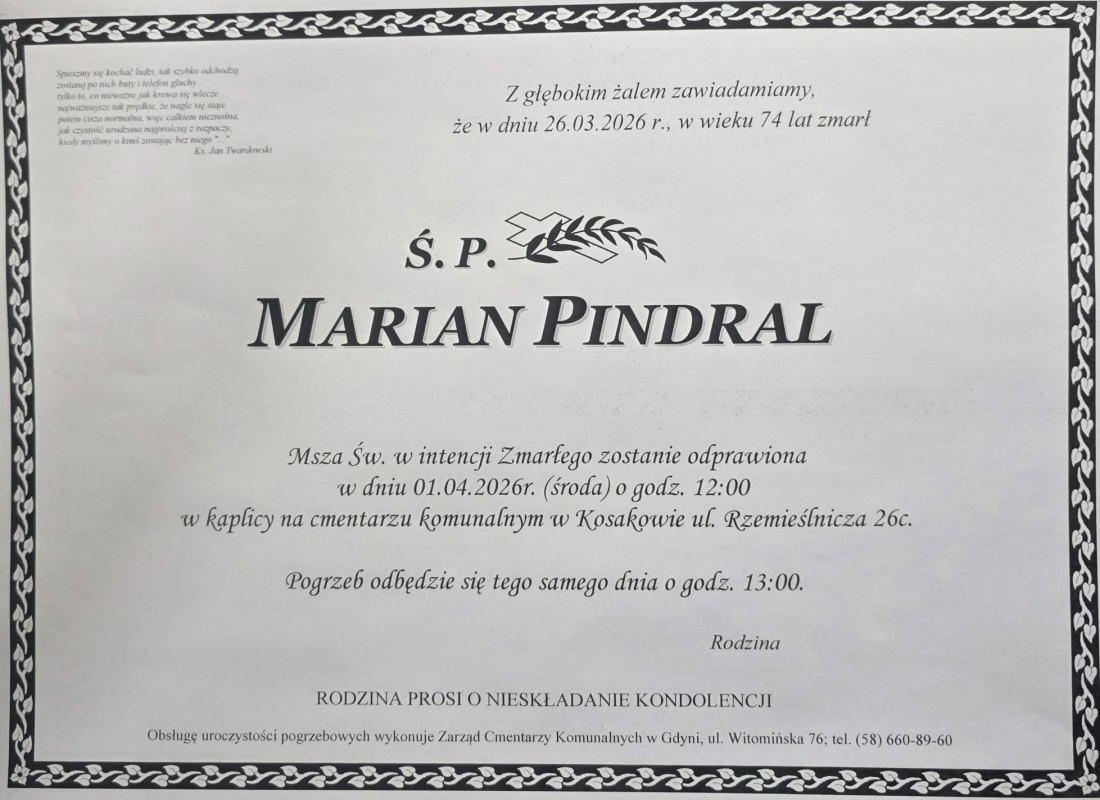 Spieszmy się kochać ludzi, tak szybko odchodzą
zostaną po nich buty i telefon głuchy
tylko to, co nieważne jak krowa się wlecze
najważniejsze tak prędkie, że nagle się staje
potem cisza normalna, więc całkiem nieznośna,
jak czystość urodzona najprościej z rozpaczy,
kiedy myślimy o kimś zostając bez niego "..."
Ks. Jan Twardowski
Z głębokim żalem zawiadamiamy,
że w dniu 26.03.2026 r., w wieku 74 lat zmarł
Ś. P.
MARIAN PINDRAL
Msza Św. w intencji Zmarłego zostanie odprawiona
w dniu 01.04.2026r. (środa) o godz. 12:00
w kaplicy na cmentarzu komunalnym w Kosakowie ul. Rzemieślnicza 26c.
Pogrzeb odbędzie się tego samego dnia o godz. 13:00.
Rodzina
RODZINA PROSI O NIESKŁADANIE KONDOLENCJI
Obsługę uroczystości pogrzebowych wykonuje Zarząd Cmentarzy Komunalnych w Gdyni, ul. Witomińska 76; tel. (58) 660-89-60